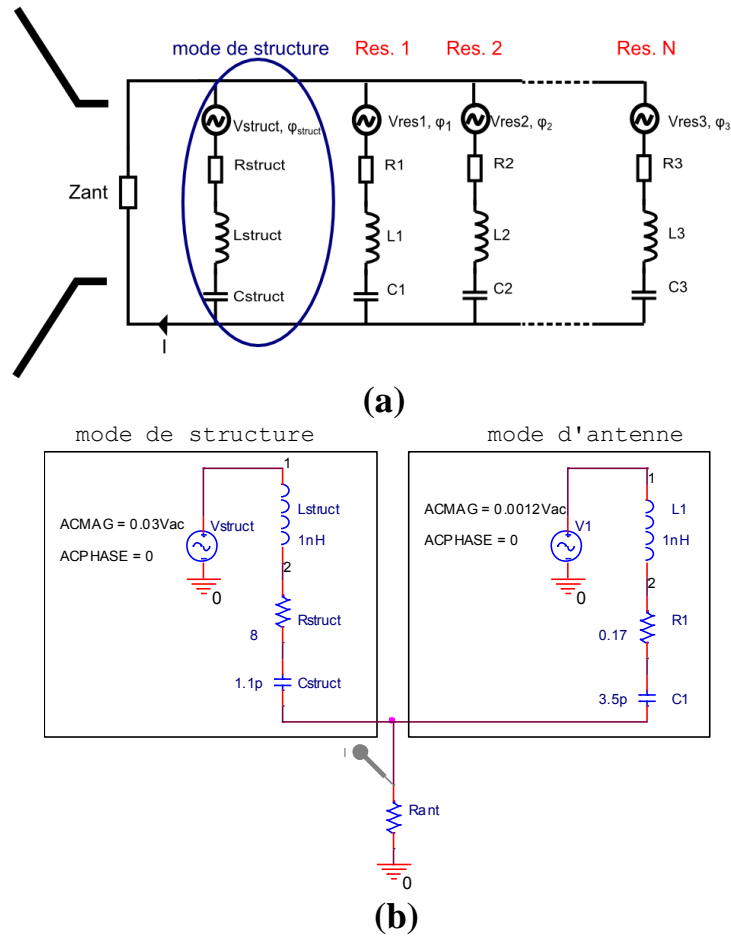 mode de structure Res. 1 Res. 2 Res. N
Vstruct, φstruct Vres1, φ1 Vres2, φ2 Vres3, φ3
Rstruct R1 R2 R3
Zant
Lstruct L1 L2 L3
Cstruct C1 C2 C3
I
(a)
mode de structure mode d'antenne
1 1
ACMAG = 0.03Vac Vstruct Lstruct ACMAG = 0.0012Vac V1 L1
ACPHASE = 0 1nH ACPHASE = 0 1nH
2 2
0 0
Rstruct R1
8 0.17
1.1p Cstruct 3.5p C1
I
Rant
0
(b)